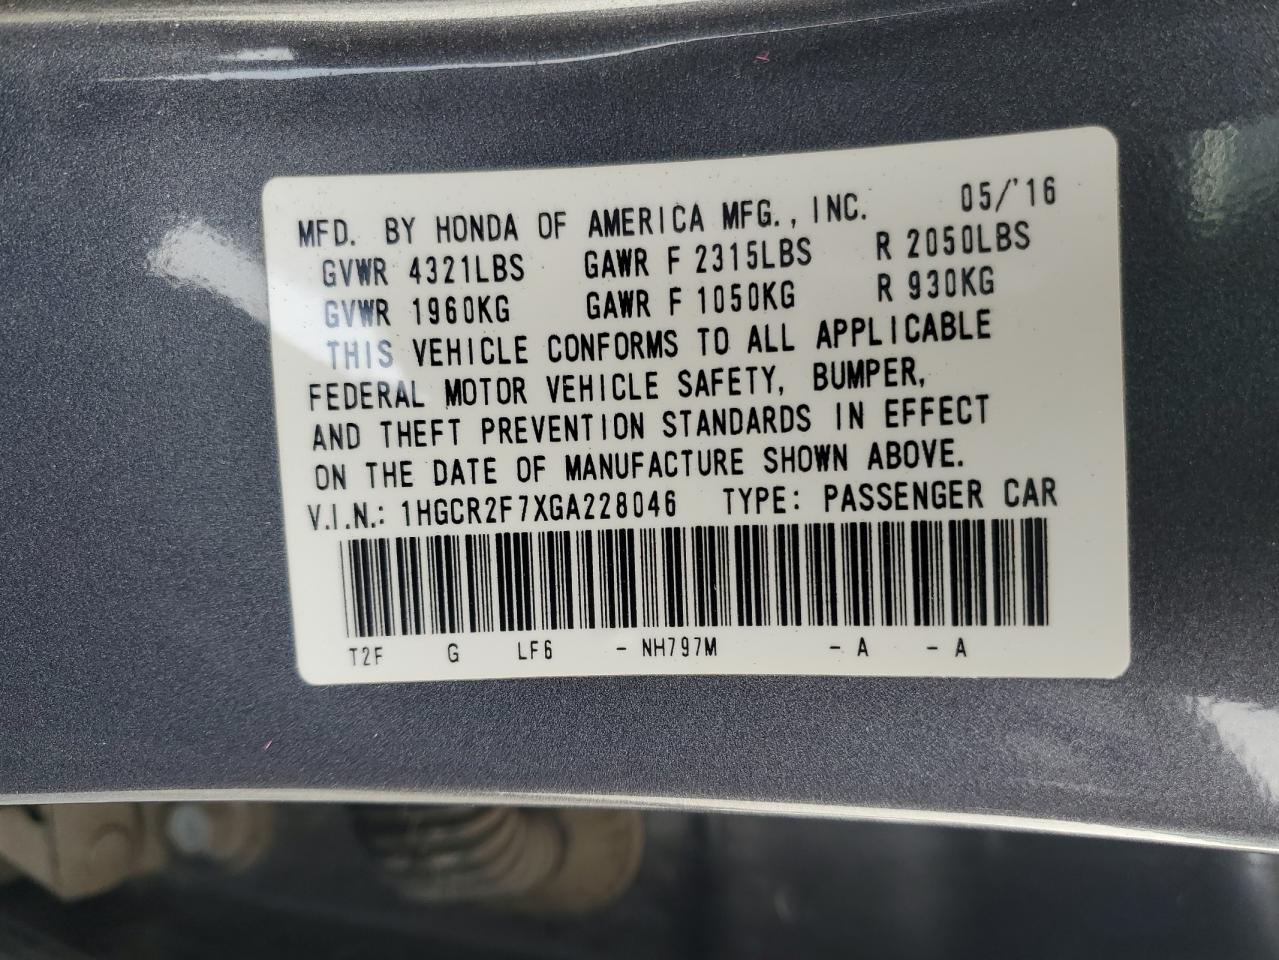 MFD. BY HONDA OF AMERICA MFG., INC. 05/'16
GVWR 4321LBS GAWR F 2315LBS R 2050LBS
GVWR 1960KG GAWR F 1050KG R 930KG
THIS VEHICLE CONFORMS TO ALL APPLICABLE
FEDERAL MOTOR VEHICLE SAFETY, BUMPER,
AND THEFT PREVENTION STANDARDS IN EFFECT
ON THE DATE OF MANUFACTURE SHOWN ABOVE.
V.I.N.: 1HGCR2F7XGA228046 TYPE: PASSENGER CAR
T2F G LF6 - NH797M - A - A